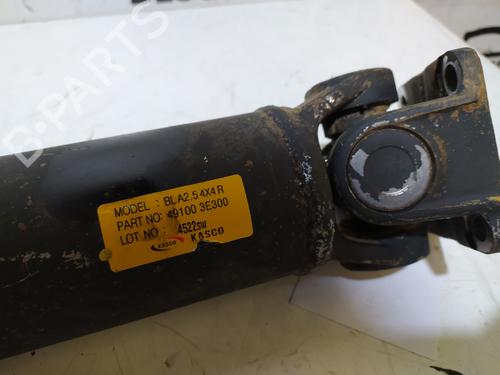 B-PARTS
MODEL : BLA2.5 4X4 R
PART NO: 49100 3E300
LOT NO : 4522SW
KASCO KASCO